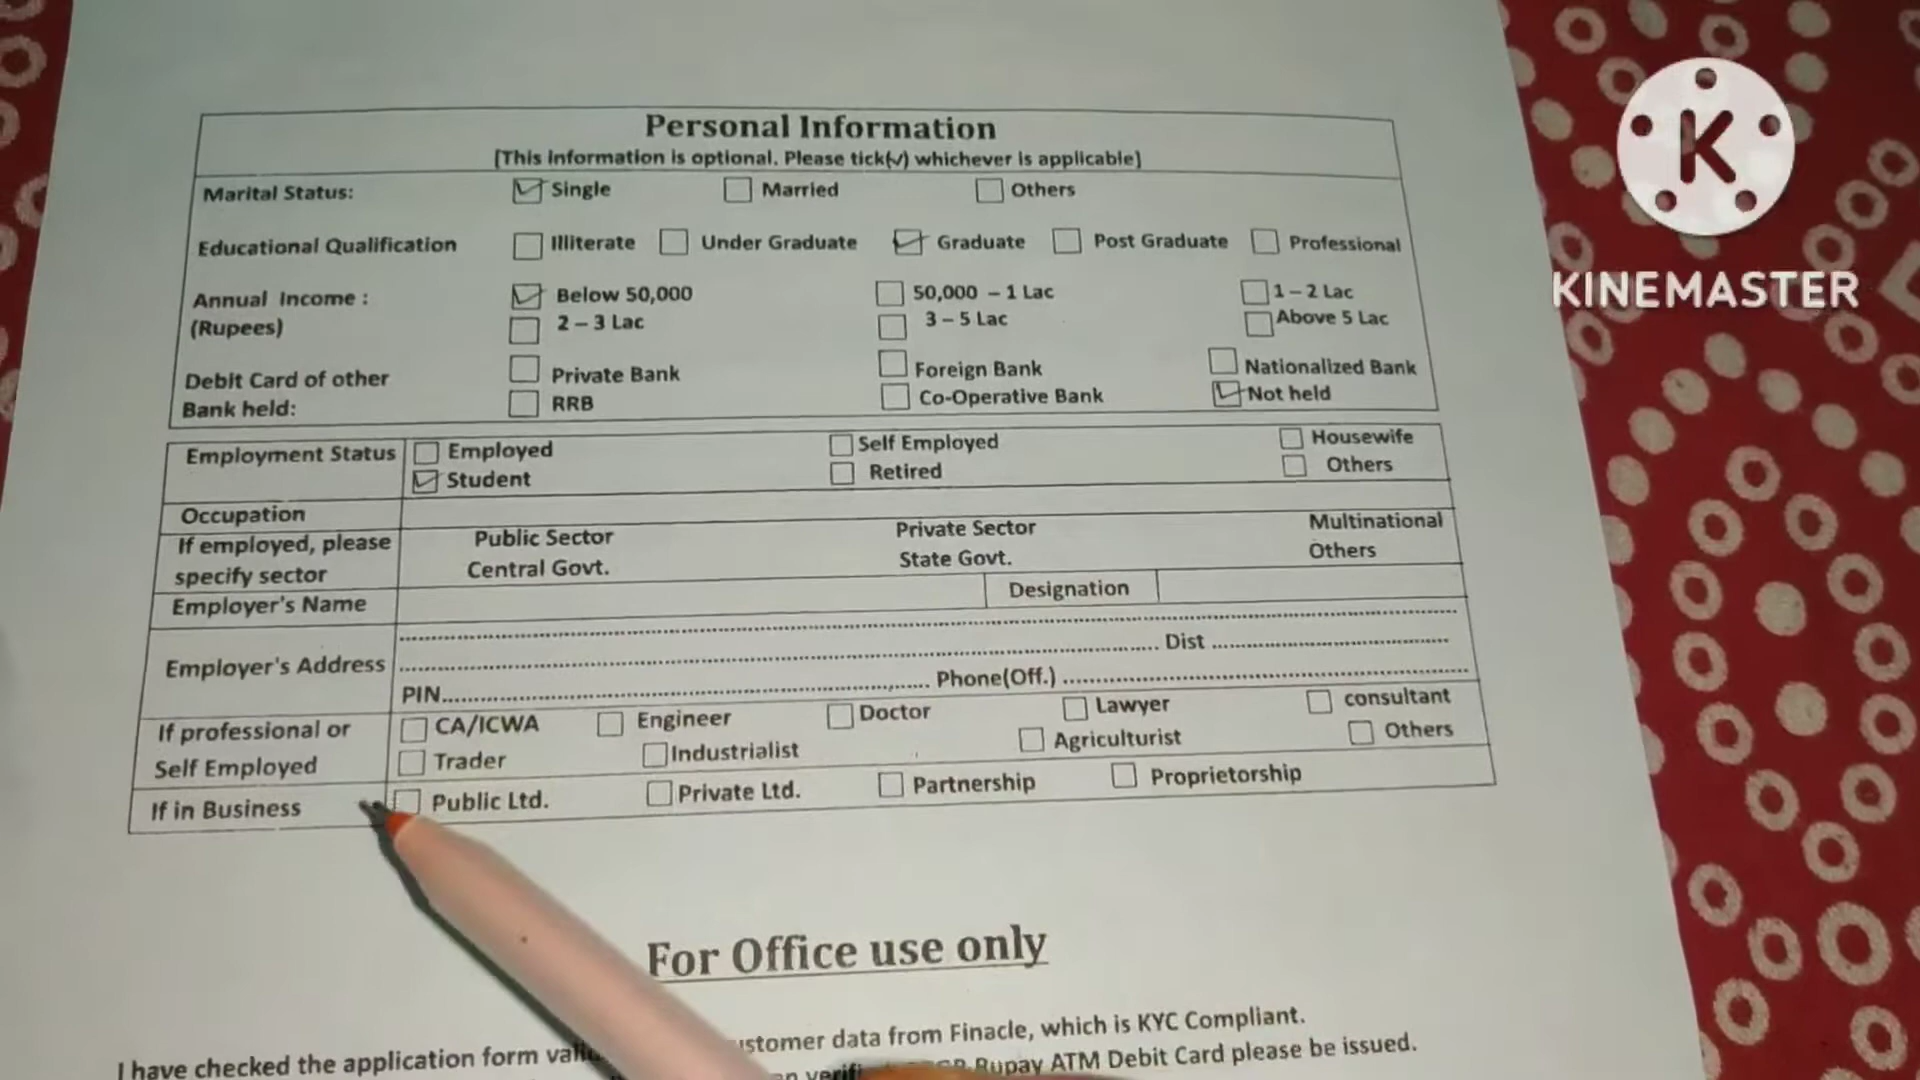 Personal Information
[This information is optional. Please tick(✓) whichever is applicable]
Marital Status: Single Married Others
Educational Qualification Illiterate Under Graduate Graduate Post Graduate Professional
Annual Income : Below 50,000 50,000 – 1 Lac 1 – 2 Lac
(Rupees) 2 – 3 Lac 3 – 5 Lac Above 5 Lac
Debit Card of other Private Bank Foreign Bank Nationalized Bank
Bank held: RRB Co-Operative Bank Not held
Employment Status Employed Self Employed Housewife
Student Retired Others
Occupation
If employed, please Public Sector Private Sector Multinational
specify sector Central Govt. State Govt. Others
Employer's Name Designation
Employer's Address Dist
PIN Phone(Off.)
If professional or CA/ICWA Engineer Doctor Lawyer consultant
Self Employed Trader Industrialist Agriculturist Others
If in Business Public Ltd. Private Ltd. Partnership Proprietorship
For Office use only
I have checked the application form customer data from Finacle, which is KYC Compliant.
Rupay ATM Debit Card please be issued.
K
KINEMASTER